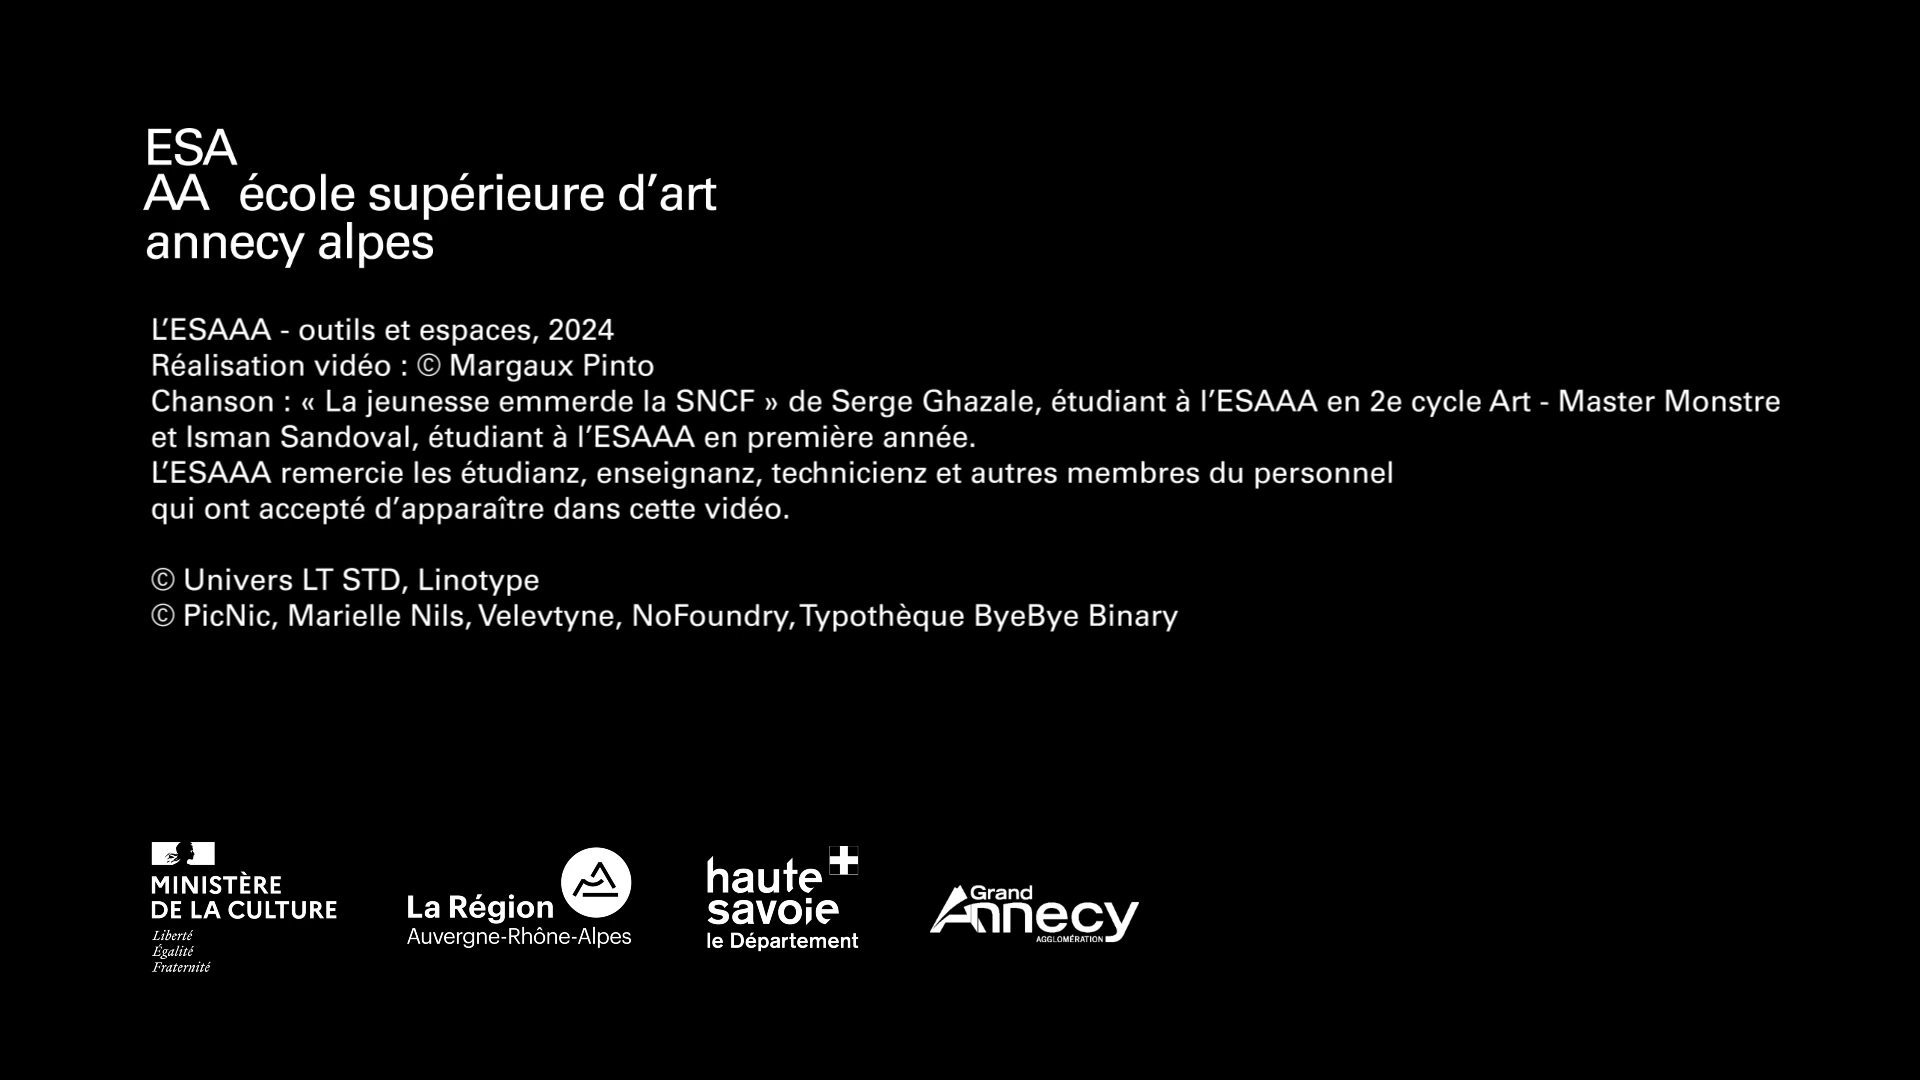 ESA
AA école supérieure d’art
annecy alpes
L’ESAAA - outils et espaces, 2024
Réalisation vidéo : © Margaux Pinto
Chanson : « La jeunesse emmerde la SNCF » de Serge Ghazale, étudiant à l’ESAAA en 2e cycle Art - Master Monstre
et Isman Sandoval, étudiant à l’ESAAA en première année.
L’ESAAA remercie les étudianz, enseignanz, technicienz et autres membres du personnel
qui ont accepté d’apparaître dans cette vidéo.
© Univers LT STD, Linotype
© PicNic, Marielle Nils, Velevtyne, NoFoundry, Typothèque ByeBye Binary
MINISTÈRE
DE LA CULTURE
Liberté
Égalité
Fraternité
La Région
Auvergne-Rhône-Alpes
haute
savoie
le Département
Grand
Annecy
AGGLOMÉRATION